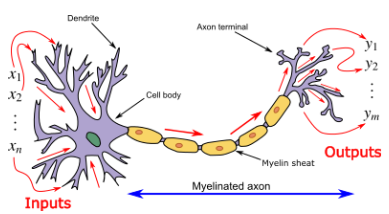 Dendrite
Axon terminal
x1
x2
⋮
xn
Cell body
y1
y2
⋮
ym
Myelin sheat
Inputs
Outputs
Myelinated axon